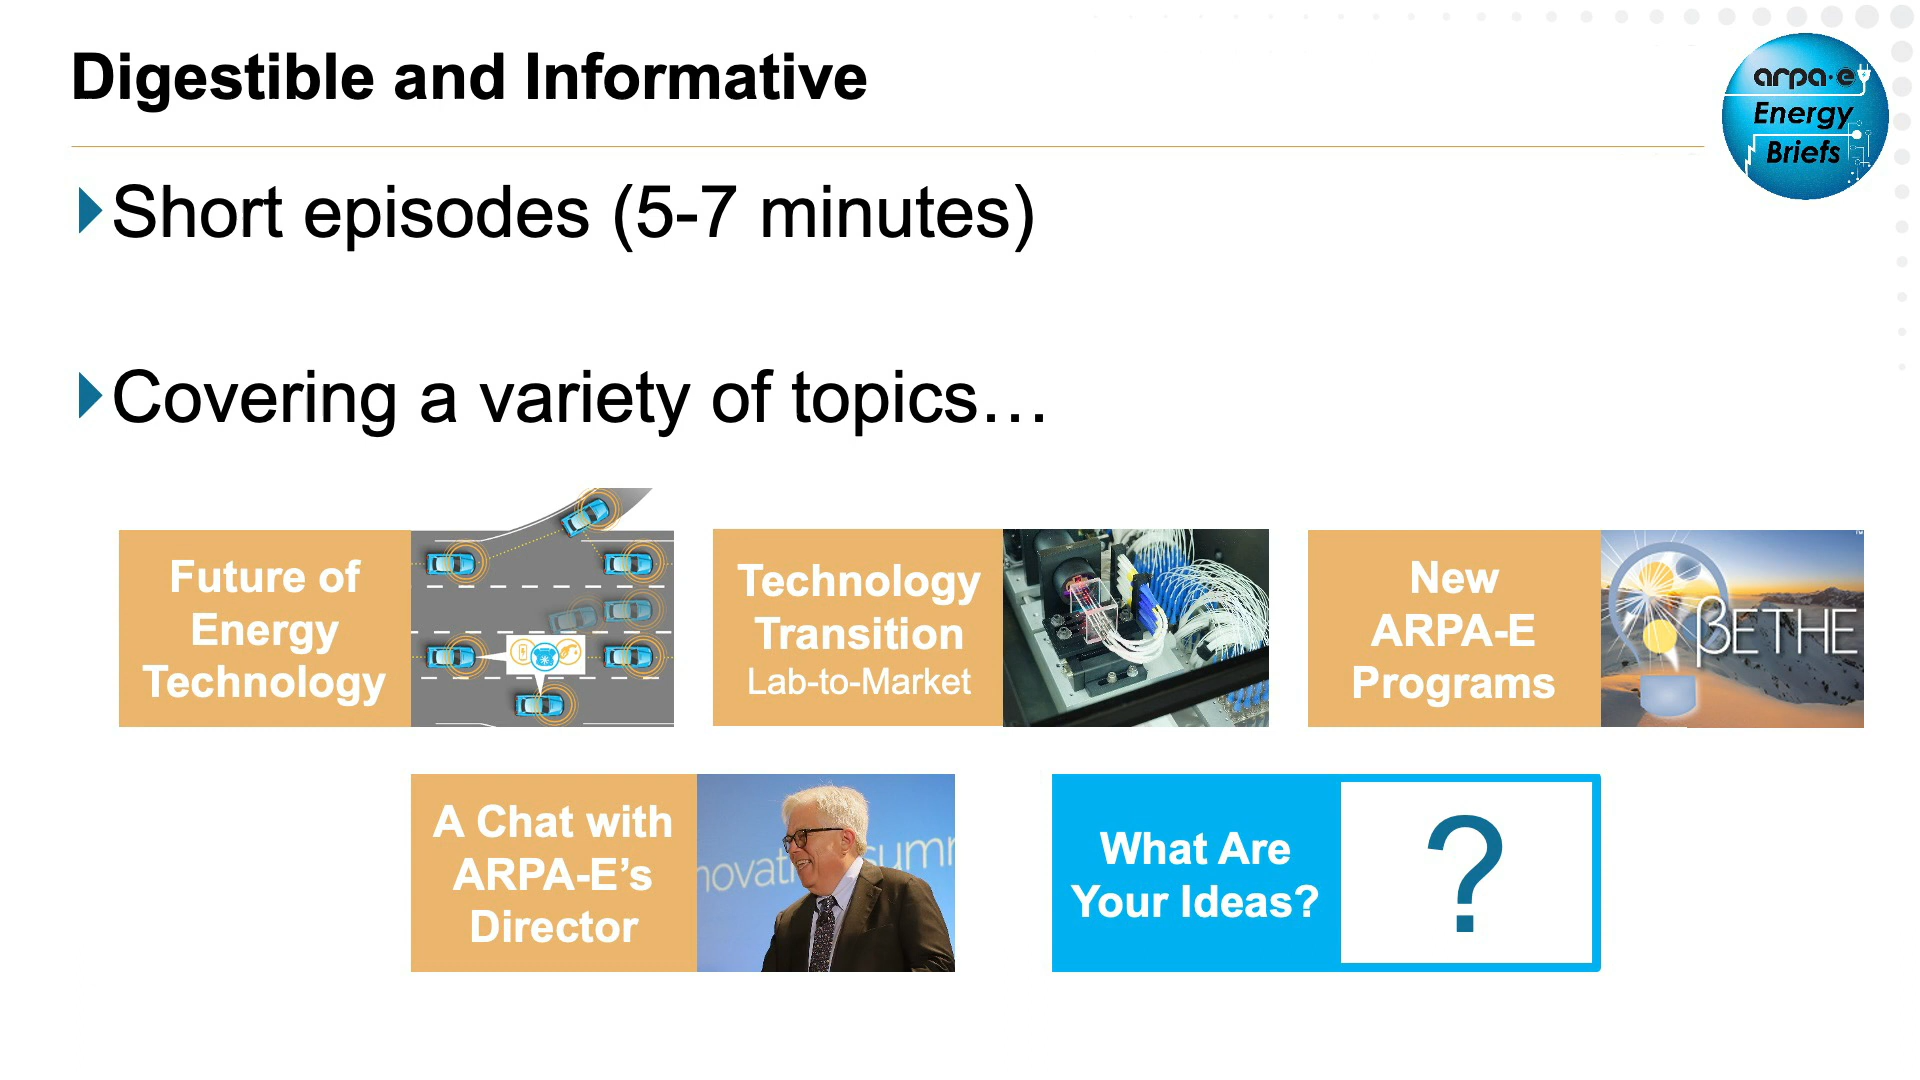 Digestible and Informative
arpa·e
Energy
Briefs
Short episodes (5-7 minutes)
Covering a variety of topics…
Future of
Energy
Technology
Technology
Transition
Lab-to-Market
New
ARPA-E
Programs
βETHE
A Chat with
ARPA-E’s
Director
What Are
Your Ideas?
?